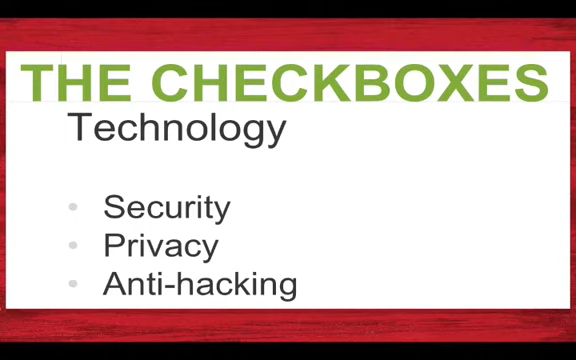 THE CHECKBOXES
Technology
Security
Privacy
Anti-hacking